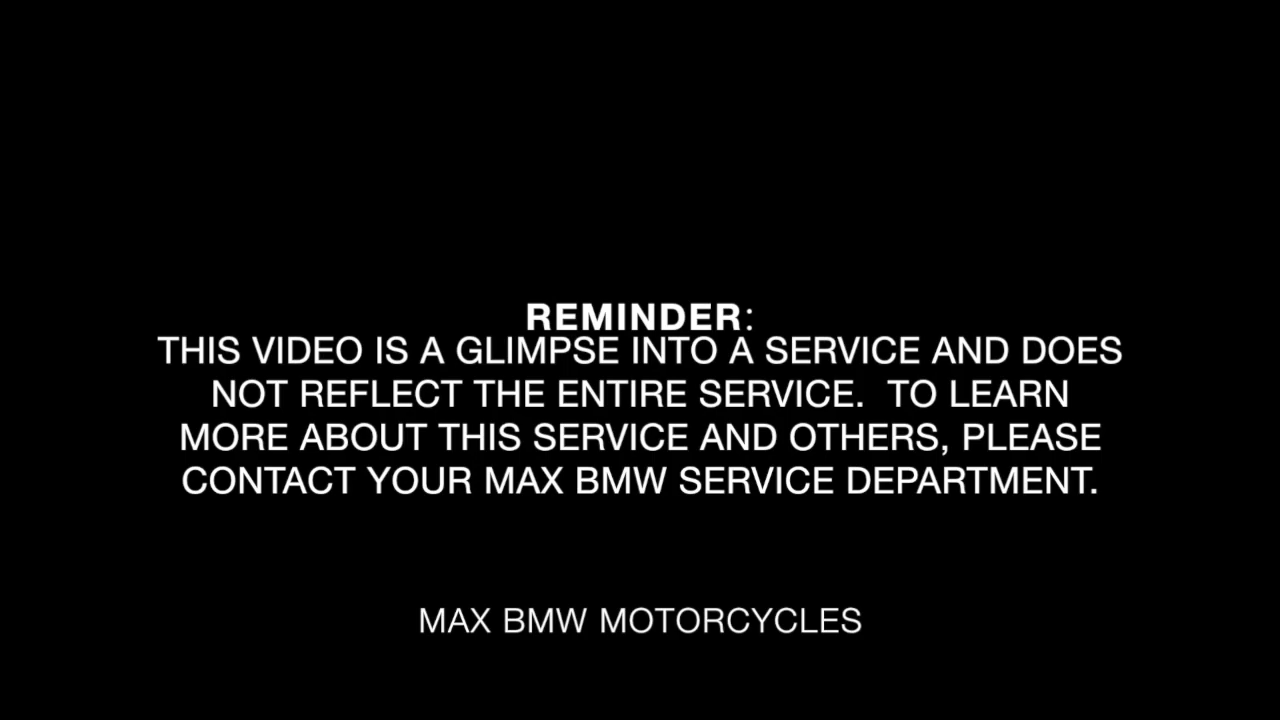 REMINDER:
THIS VIDEO IS A GLIMPSE INTO A SERVICE AND DOES
NOT REFLECT THE ENTIRE SERVICE.  TO LEARN
MORE ABOUT THIS SERVICE AND OTHERS, PLEASE
CONTACT YOUR MAX BMW SERVICE DEPARTMENT.
MAX BMW MOTORCYCLES